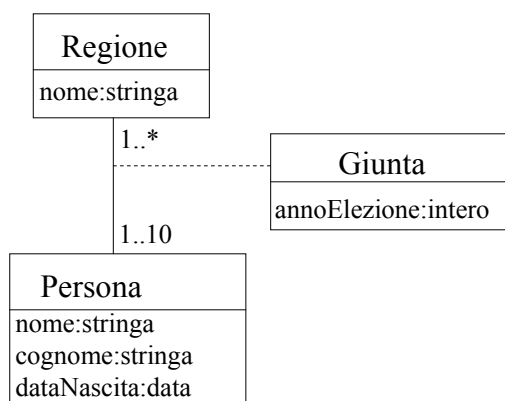 Regione
nome:stringa
1..*
Giunta
annoElezione:intero
1..10
Persona
nome:stringa
cognome:stringa
dataNascita:data